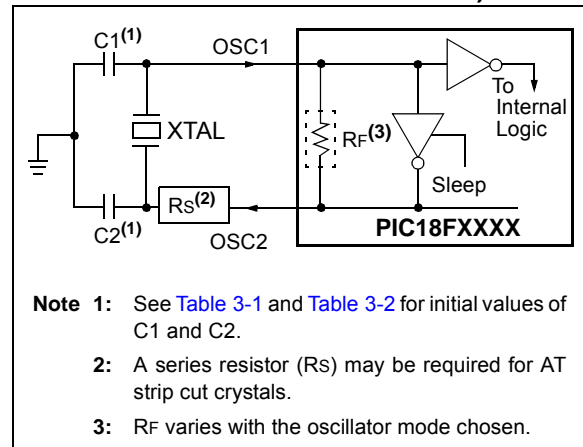 C1(1)
OSC1
To
Internal
Logic
XTAL
RF(3)
Sleep
C2(1)
RS(2)
OSC2
PIC18FXXXX
Note 1: See Table 3-1 and Table 3-2 for initial values of
C1 and C2.
2: A series resistor (RS) may be required for AT
strip cut crystals.
3: RF varies with the oscillator mode chosen.